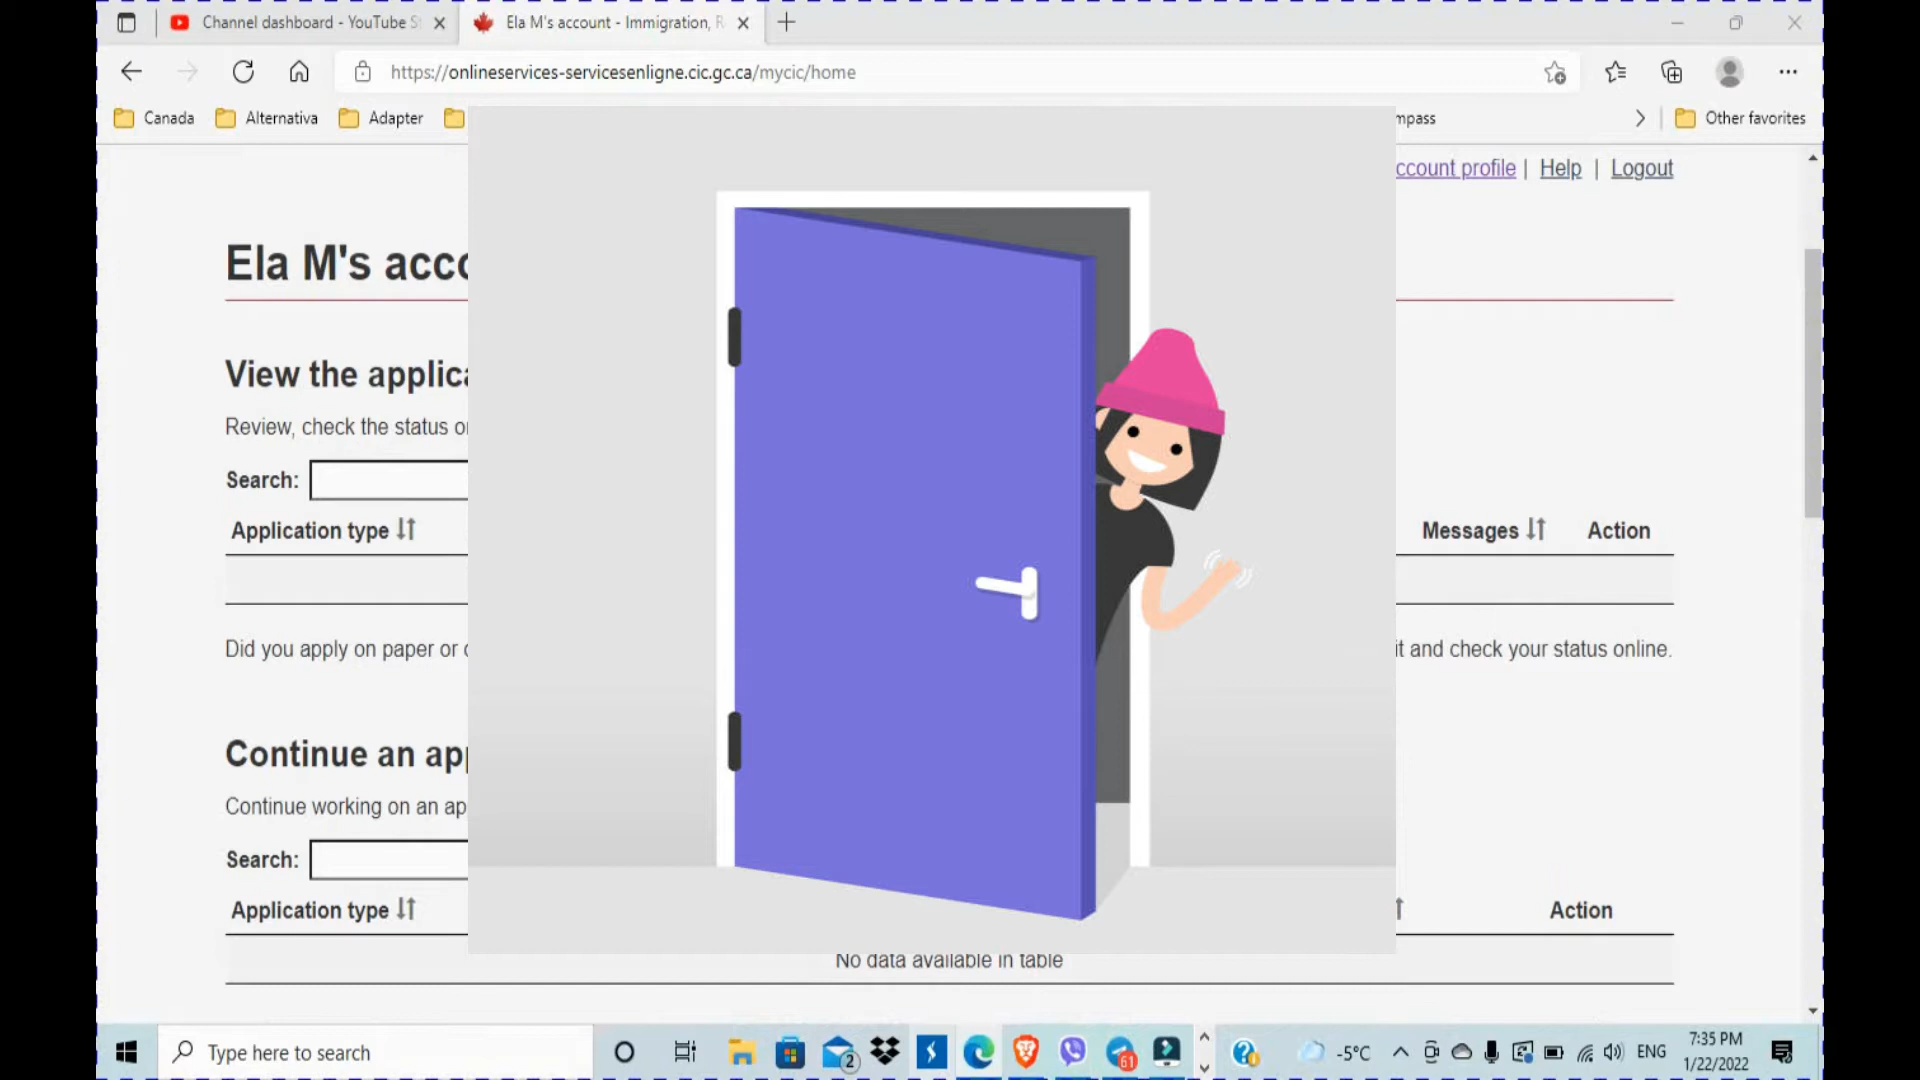 Channel dashboard - YouTube S
Ela M's account - Immigration, R
https://onlineservices-servicesenligne.cic.gc.ca/mycic/home
Canada
Alternativa
Adapter
mpass
Other favorites
ccount profile | Help | Logout
Ela M's acco
View the applica
Review, check the status o
Search:
Application type
Messages
Action
Did you apply on paper or
it and check your status online.
Continue an app
Continue working on an ap
Search:
Application type
Action
No data available in table
Type here to search
2
61
-5°C
ENG
7:35 PM
1/22/2022